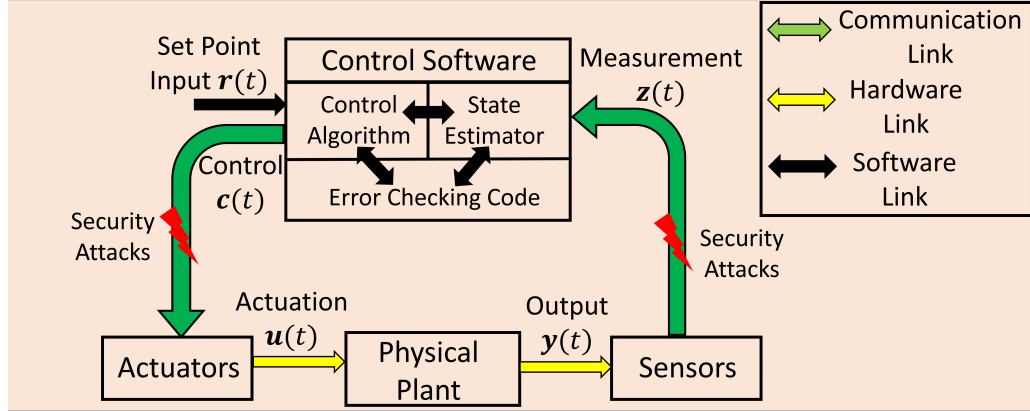 Set Point
Input r(t)
Control Software
Control
Algorithm
State
Estimator
Error Checking Code
Measurement
z(t)
Communication
Link
Hardware
Link
Software
Link
Control
c(t)
Security
Attacks
Security
Attacks
Actuation
u(t)
Output
y(t)
Actuators
Physical
Plant
Sensors